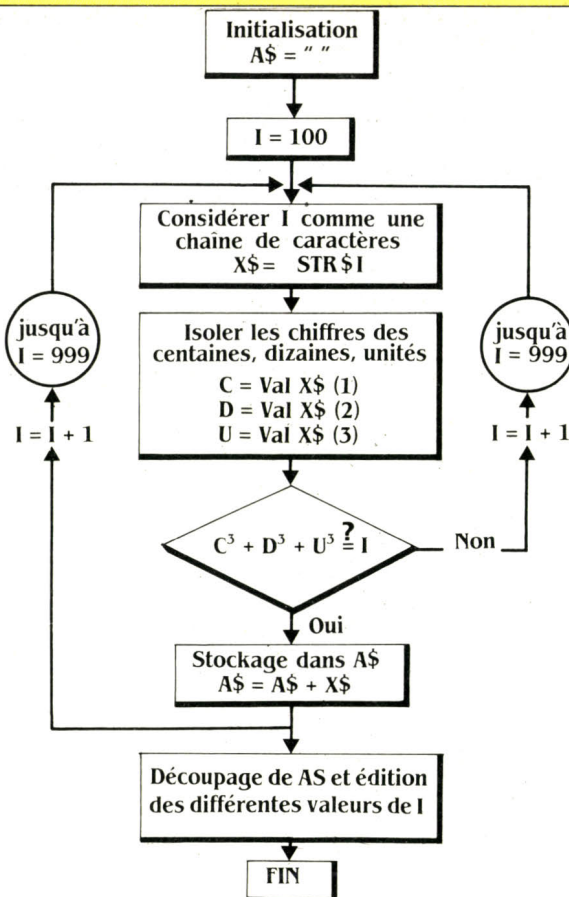 Initialisation
A$ = " "
I = 100
Considérer I comme une
chaîne de caractères
X$= STR$I
jusqu'à
I = 999
I = I + 1
Isoler les chiffres des
centaines, dizaines, unités
C = Val X$ (1)
D = Val X$ (2)
U = Val X$ (3)
jusqu'à
I = 999
I = I + 1
C³ + D³ + U³ ≟ I
Non
Oui
Stockage dans A$
A$ = A$ + X$
Découpage de AS et édition
des différentes valeurs de I
FIN